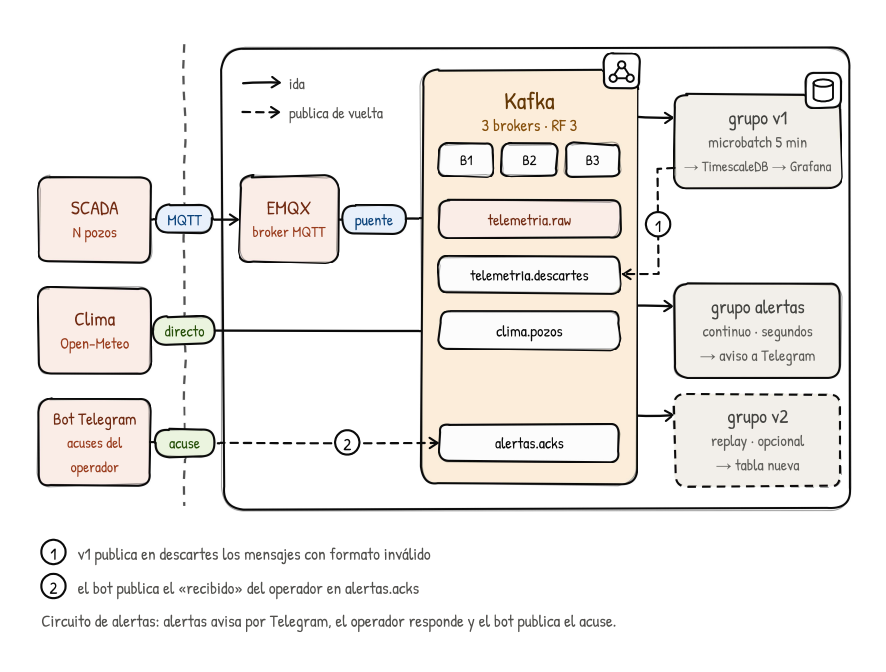 ida
publica de vuelta
Kafka
3 brokers · RF 3
B1
B2
B3
grupo v1
microbatch 5 min
→ TimescaleDB → Grafana
SCADA
N pozos
MQTT
EMQX
broker MQTT
puente
telemetria.raw
1
telemetria.descartes
Clima
Open-Meteo
directo
clima.pozos
grupo alertas
continuo · segundos
→ aviso a Telegram
Bot Telegram
acuses del
operador
acuse
2
alertas.acks
grupo v2
replay · opcional
→ tabla nueva
1 v1 publica en descartes los mensajes con formato inválido
2 el bot publica el «recibido» del operador en alertas.acks
Circuito de alertas: alertas avisa por Telegram, el operador responde y el bot publica el acuse.